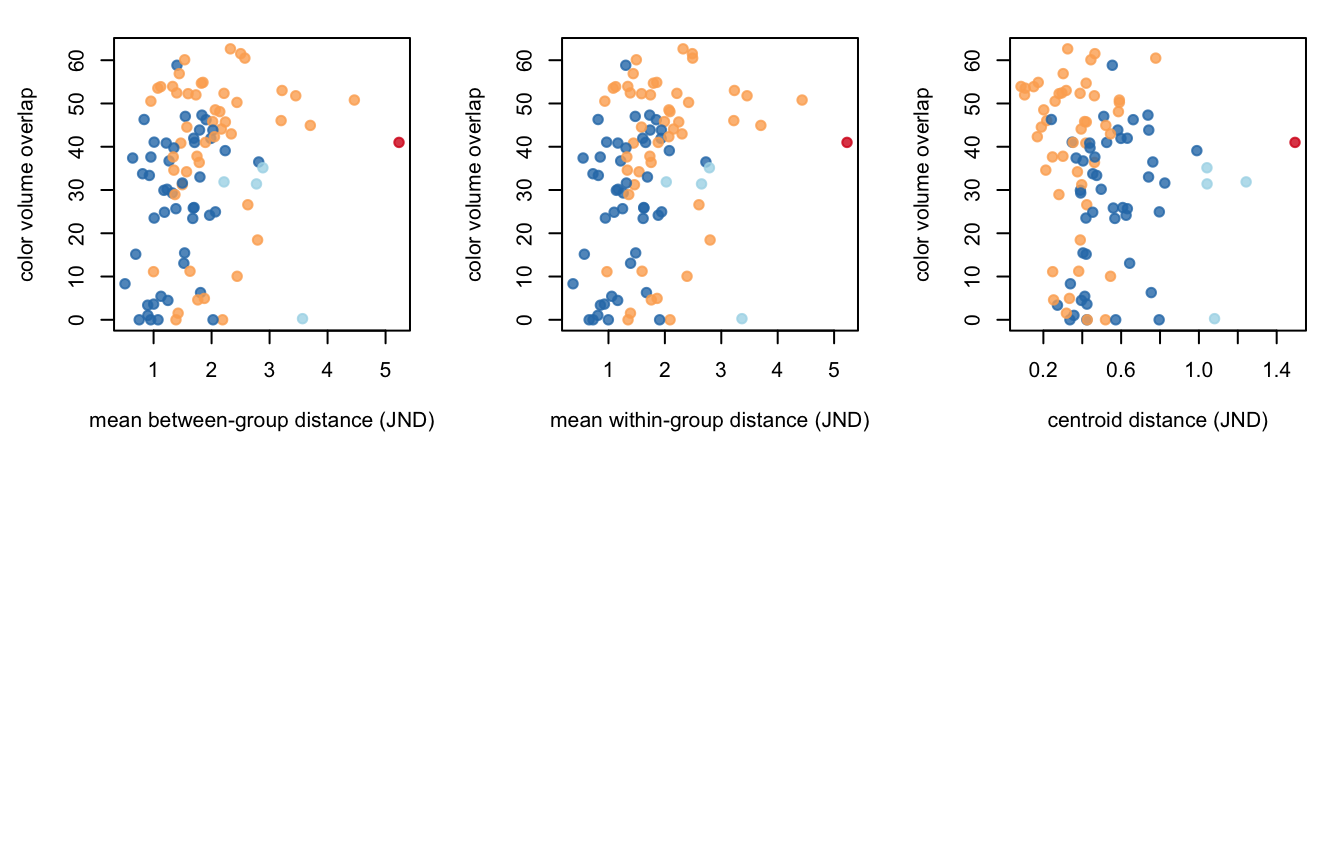 color volume overlap
0 10 20 30 40 50 60
1 2 3 4 5
mean between-group distance (JND)
color volume overlap
0 10 20 30 40 50 60
1 2 3 4 5
mean within-group distance (JND)
color volume overlap
0 10 20 30 40 50 60
0.2 0.6 1.0 1.4
centroid distance (JND)